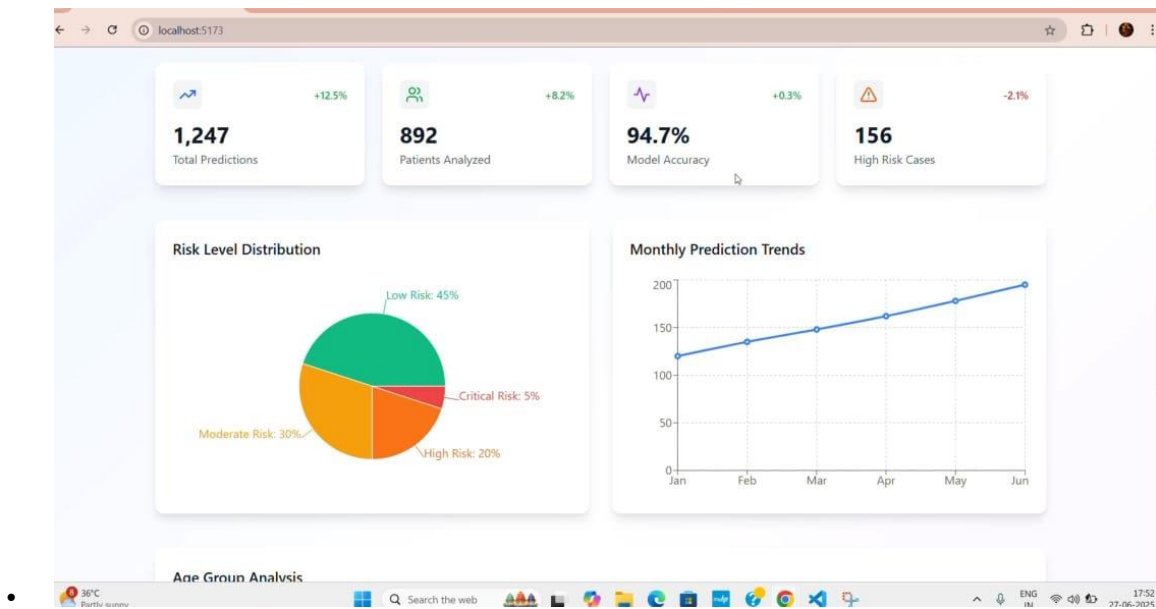 localhost:5173
+12.5%
1,247
Total Predictions
+8.2%
892
Patients Analyzed
+0.3%
94.7%
Model Accuracy
-2.1%
156
High Risk Cases
Risk Level Distribution
Low Risk: 45%
Critical Risk: 5%
Moderate Risk: 30%
High Risk: 20%
Monthly Prediction Trends
200
150
100
50
0
Jan Feb Mar Apr May Jun
Age Group Analysis
36°C
Partly sunny
Search the web
ENG
IN
17:52
27-06-2025